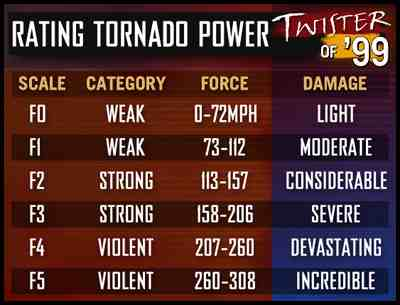 RATING TORNADO POWER TWISTER
OF '99
SCALE CATEGORY FORCE DAMAGE
F0 WEAK 0-72MPH LIGHT
F1 WEAK 73-112 MODERATE
F2 STRONG 113-157 CONSIDERABLE
F3 STRONG 158-206 SEVERE
F4 VIOLENT 207-260 DEVASTATING
F5 VIOLENT 260-308 INCREDIBLE